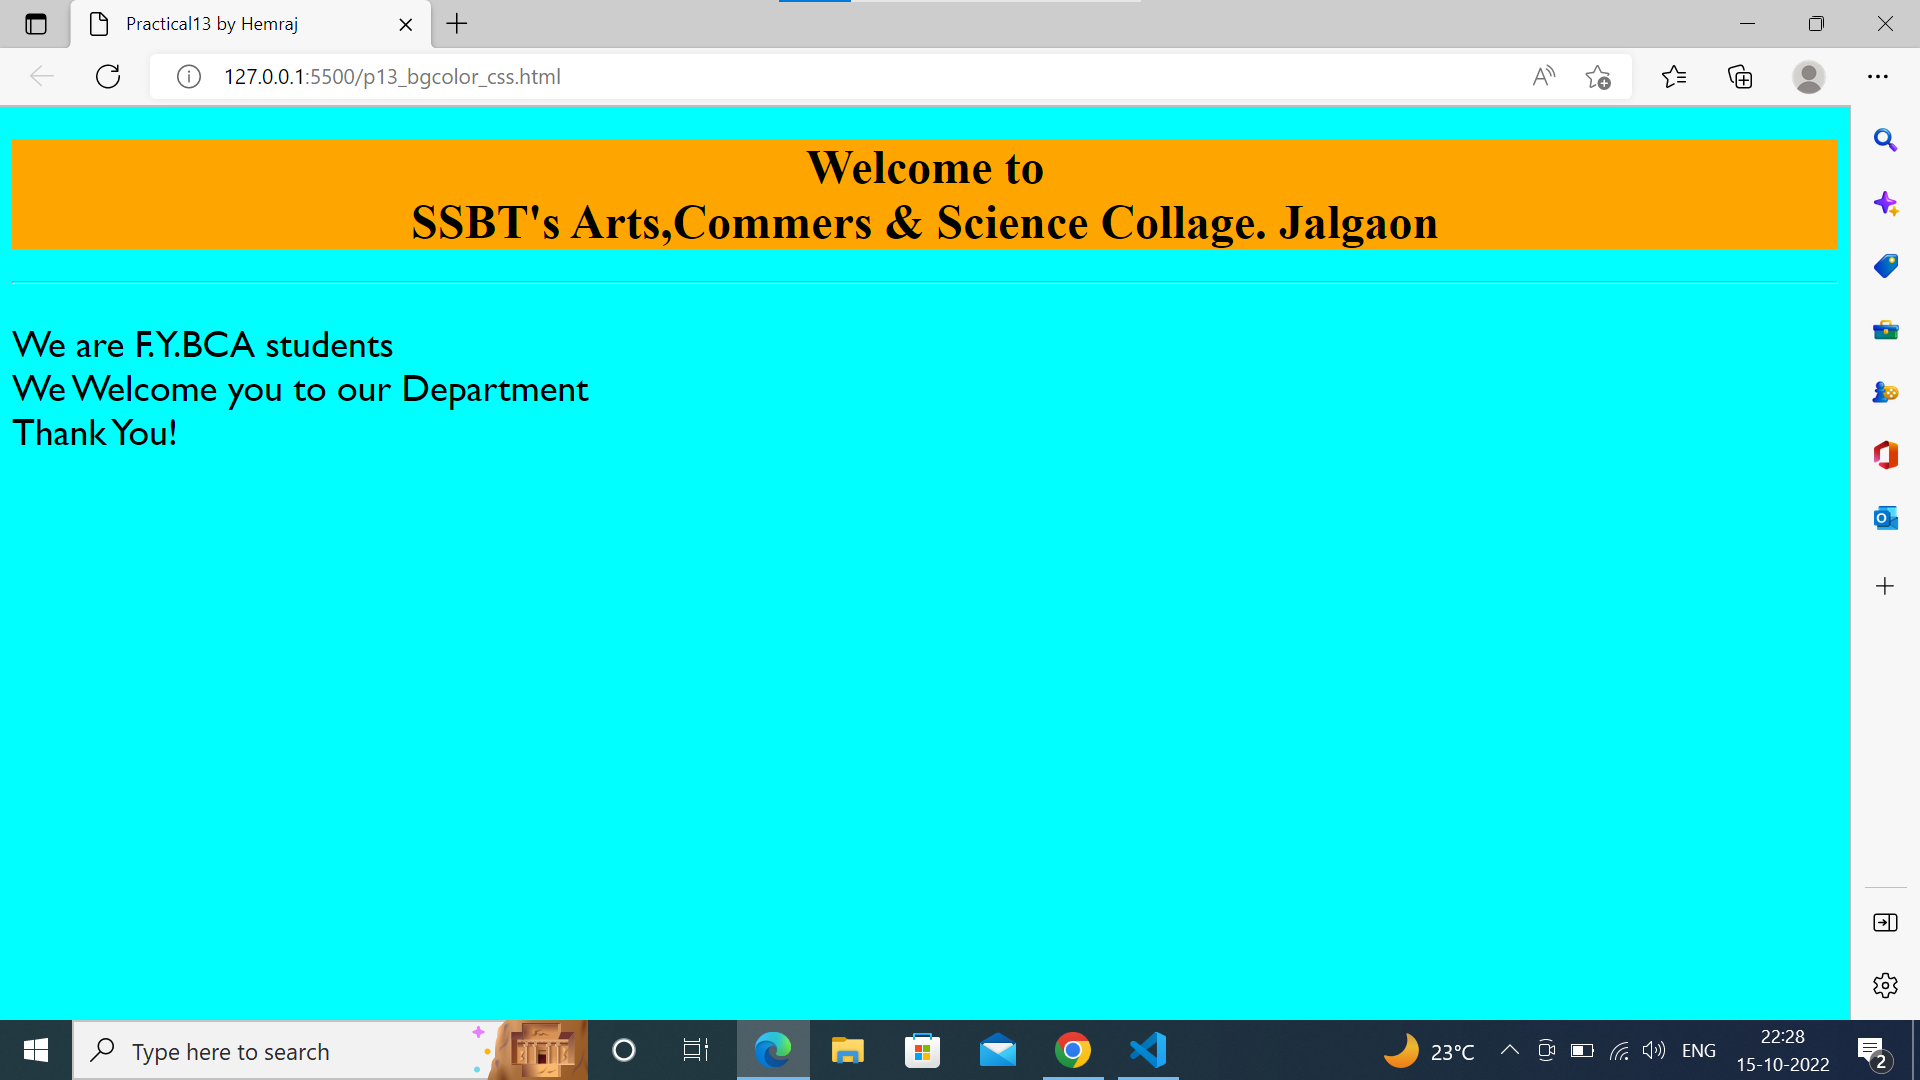 Practical13 by Hemraj
127.0.0.1:5500/p13_bgcolor_css.html
Welcome to
SSBT's Arts,Commers & Science Collage. Jalgaon
We are F.Y.BCA students
We Welcome you to our Department
Thank You!
Type here to search
23°C
ENG
22:28
15-10-2022
2